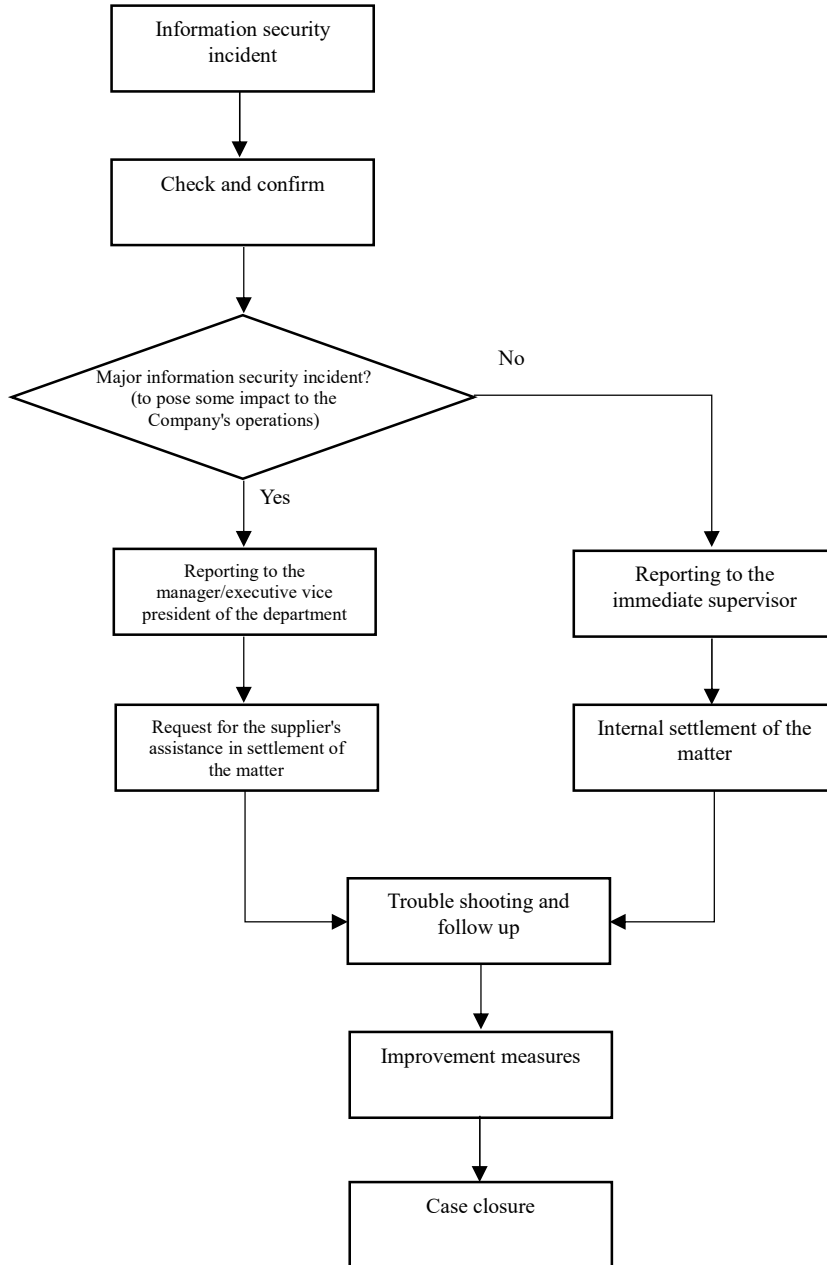 Information security
incident
Check and confirm
Major information security incident?
(to pose some impact to the
Company's operations)
No
Yes
Reporting to the
manager/executive vice
president of the department
Reporting to the
immediate supervisor
Request for the supplier's
assistance in settlement of
the matter
Internal settlement of the
matter
Trouble shooting and
follow up
Improvement measures
Case closure